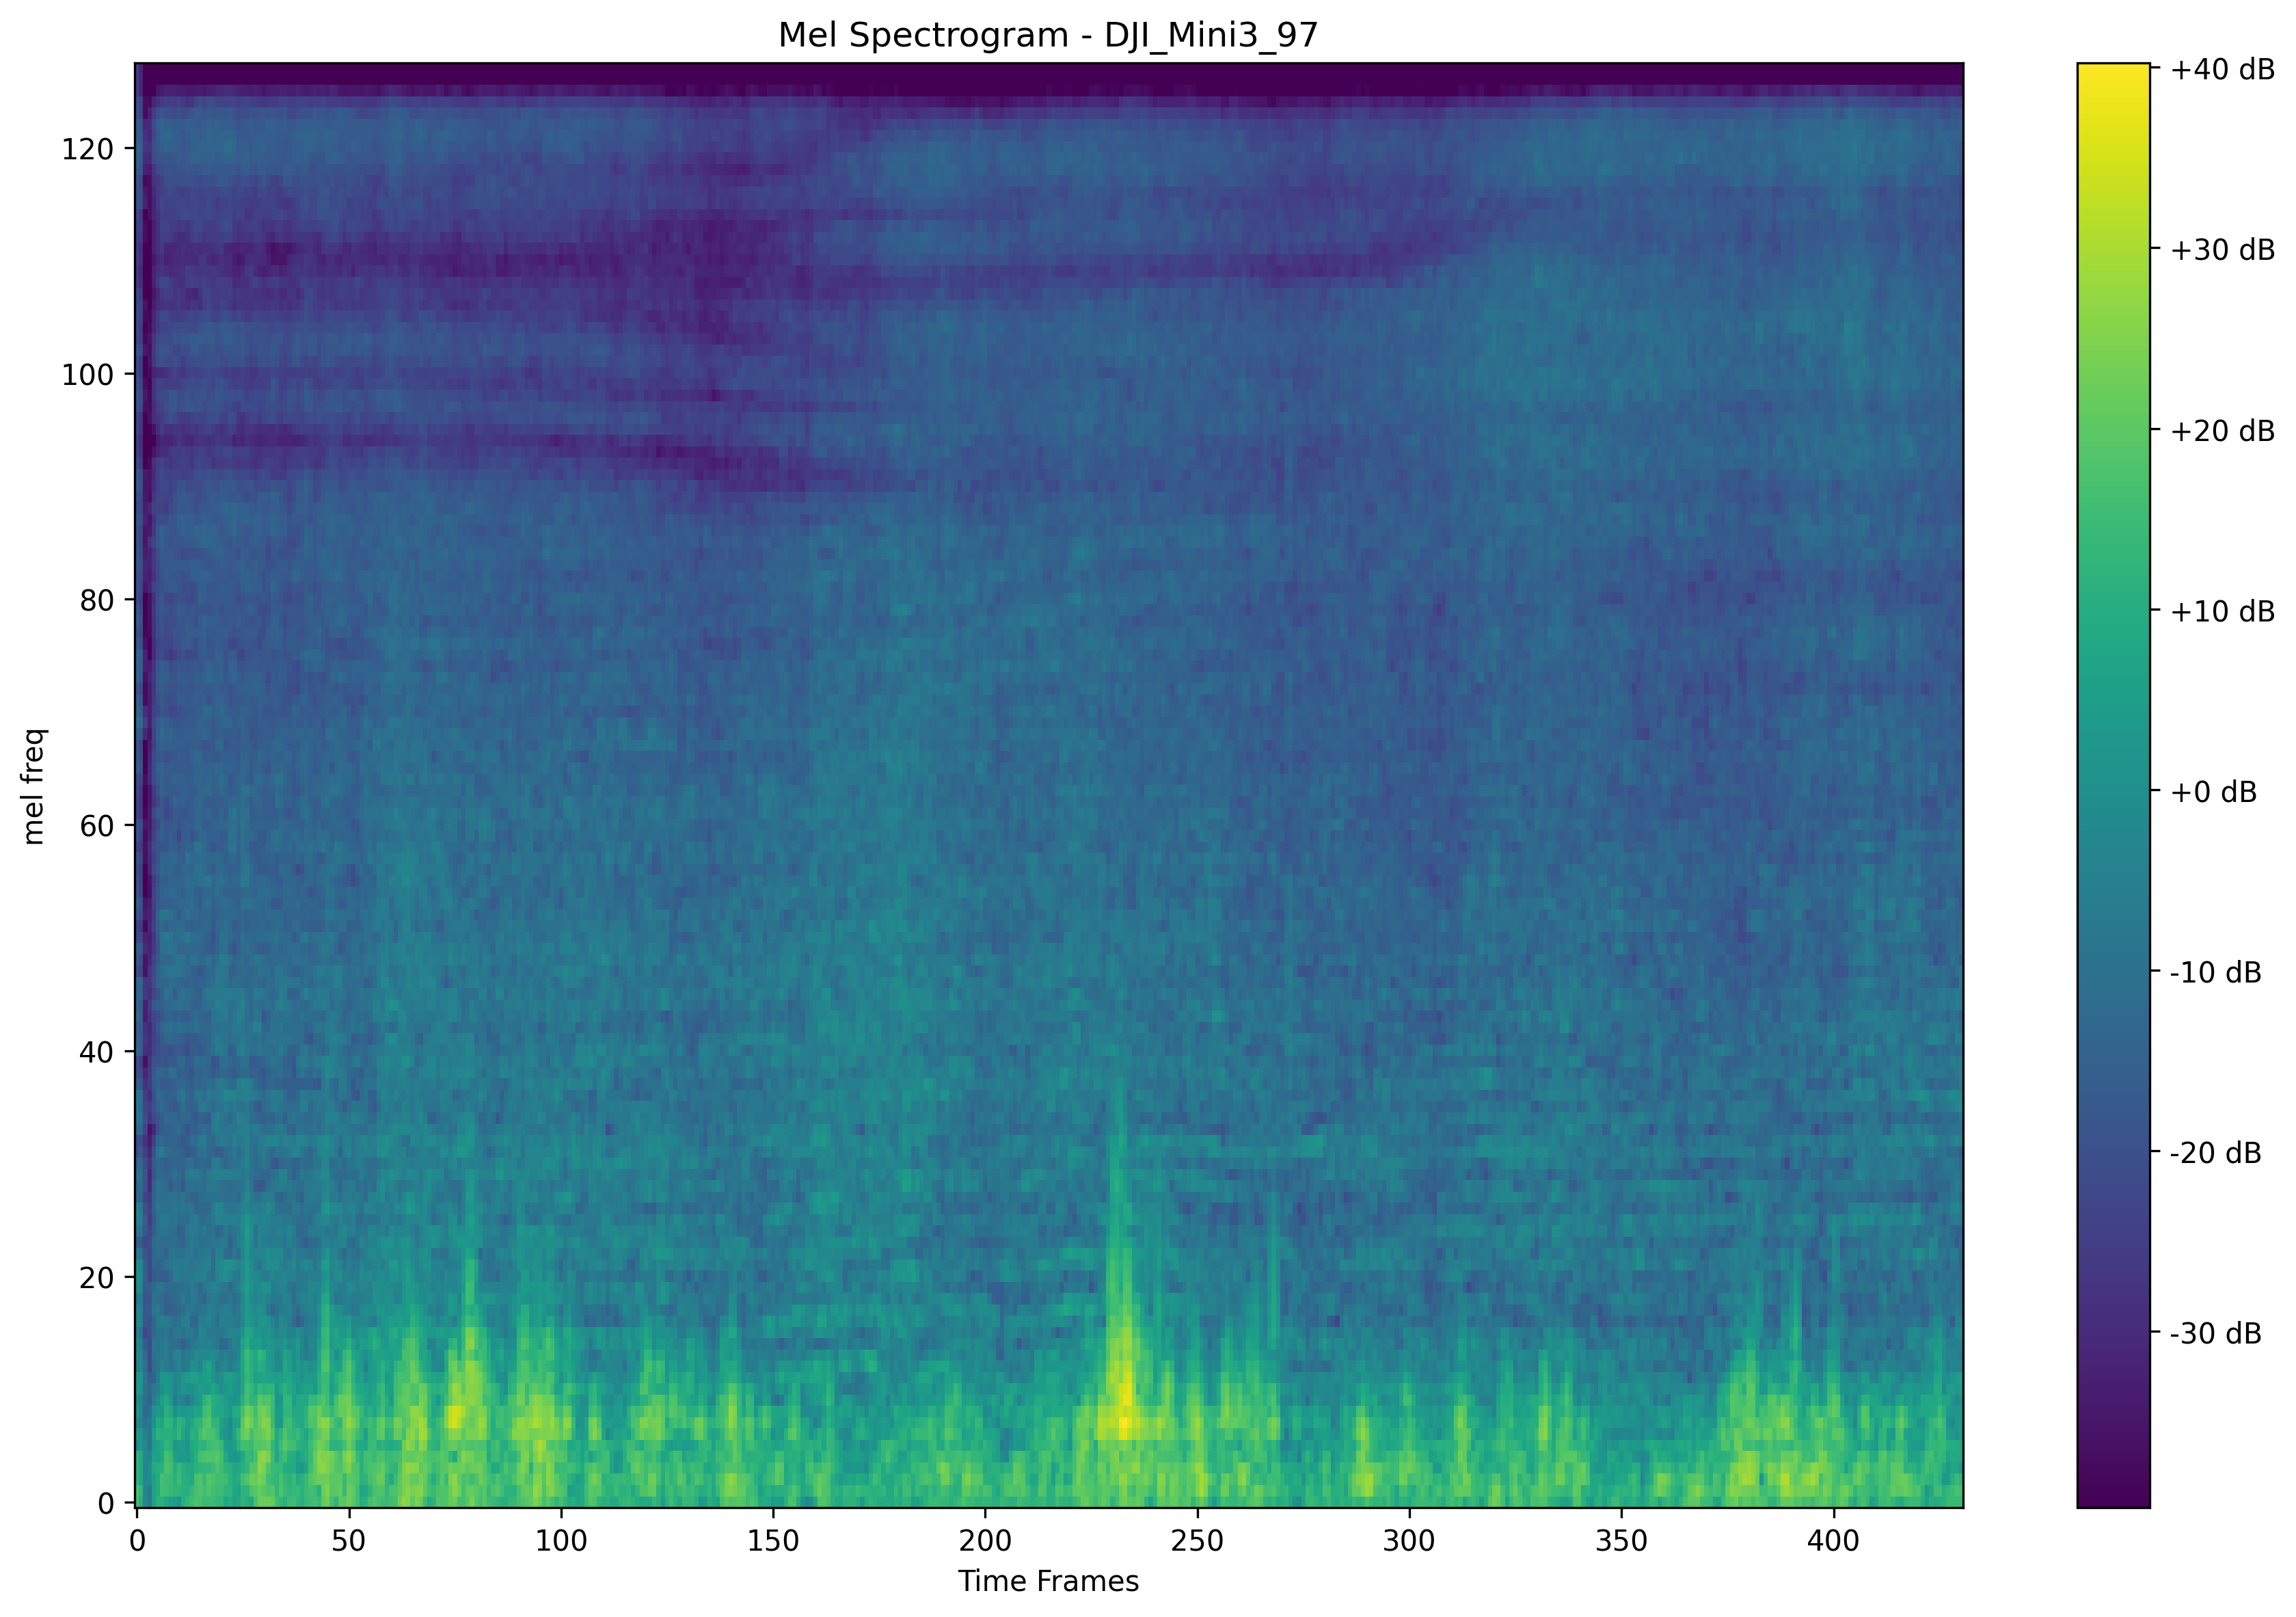 Mel Spectrogram - DJI_Mini3_97
+40 dB
+30 dB
+20 dB
+10 dB
+0 dB
-10 dB
-20 dB
-30 dB
mel freq
120
100
80
60
40
20
0
0 50 100 150 200 250 300 350 400
Time Frames